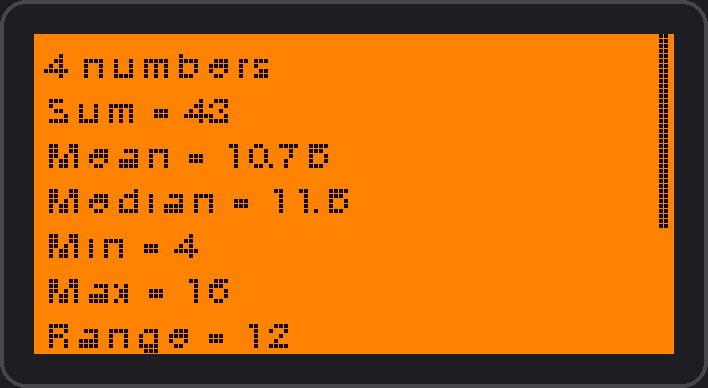 4 numbers
Sum = 43
Mean = 10.75
Median = 11.5
Min = 4
Max = 16
Range = 12